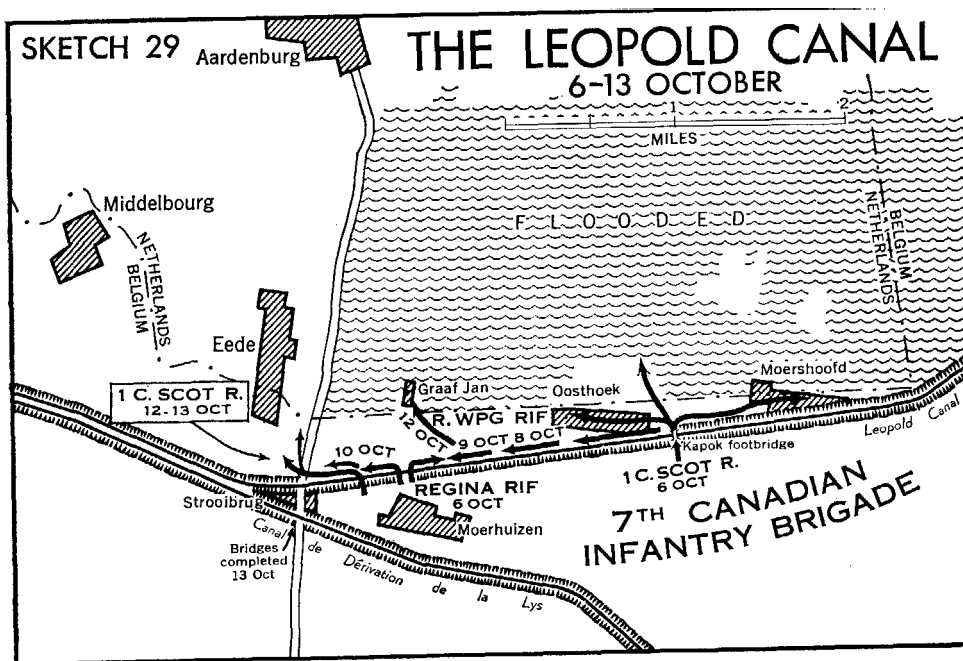 SKETCH 29
THE LEOPOLD CANAL
6-13 OCTOBER
Aardenburg
1
2
MILES
FLOODED
Middelbourg
NETHERLANDS
BELGIUM
BELGIUM
NETHERLANDS
Eede
1 C. SCOT R.
12-13 OCT
Graaf Jan
Oosthoek
Moershoofd
R. WPG RIF
12 OCT
9 OCT 8 OCT
10 OCT
Kapok footbridge
Leopold Canal
REGINA RIF
6 OCT
1 C. SCOT R.
6 OCT
Strooibrug
Moerhuizen
7TH CANADIAN
INFANTRY BRIGADE
Bridges
completed
13 Oct
Canal de Dérivation de la Lys